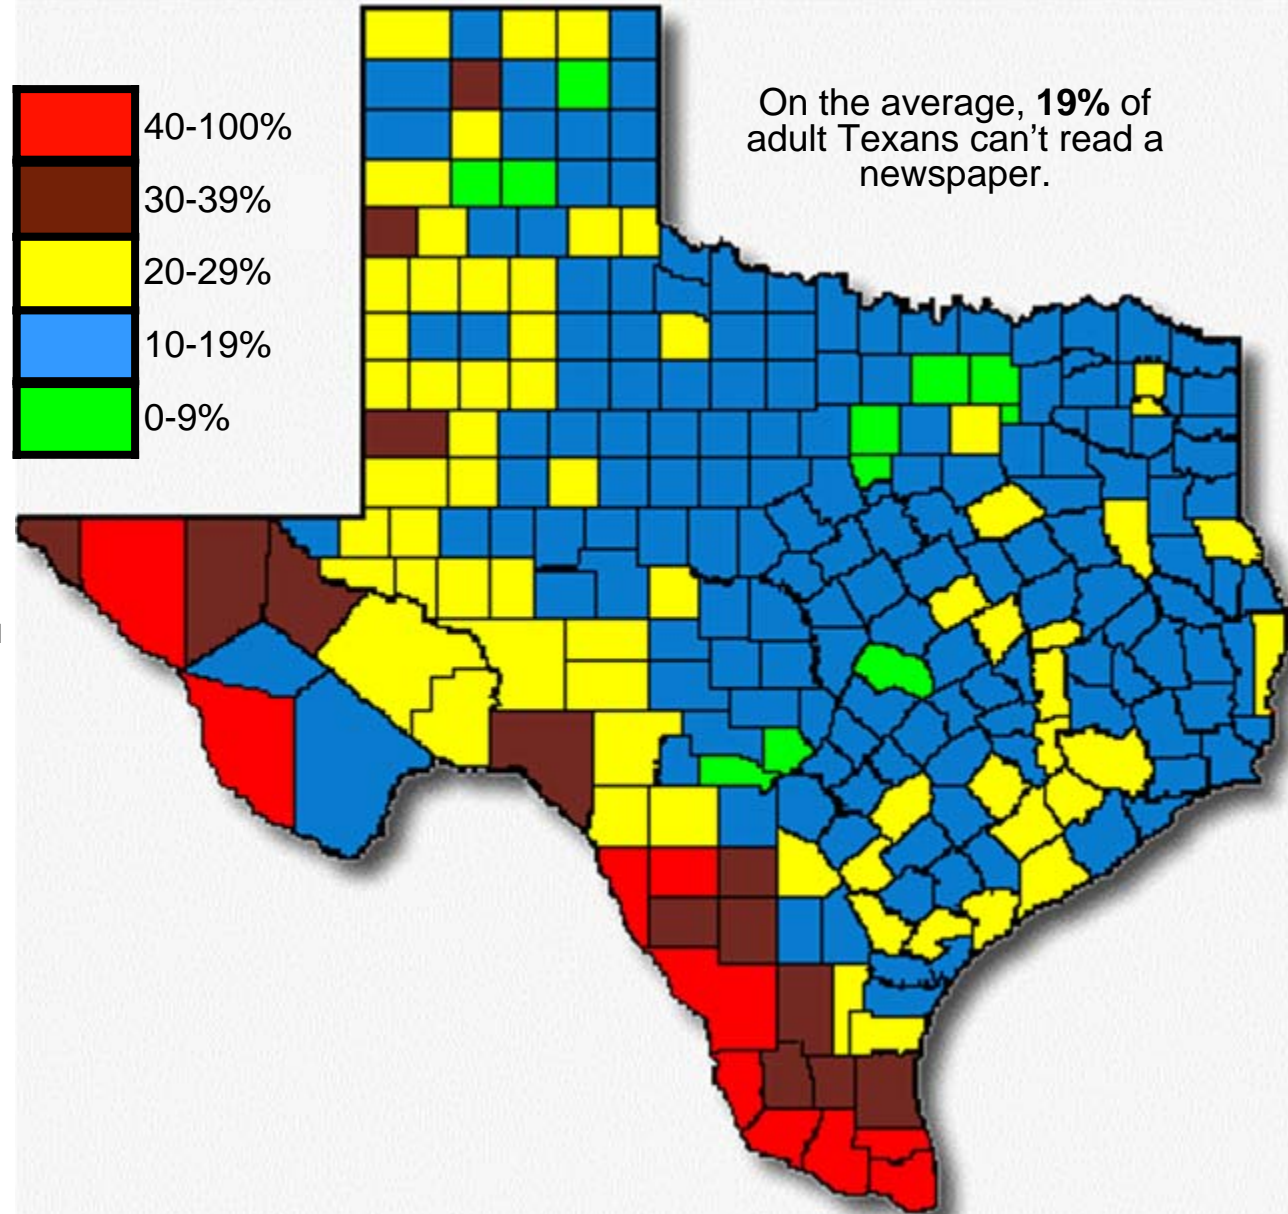 40-100%
30-39%
20-29%
10-19%
0-9%
On the average, 19% of
adult Texans can’t read a
newspaper.